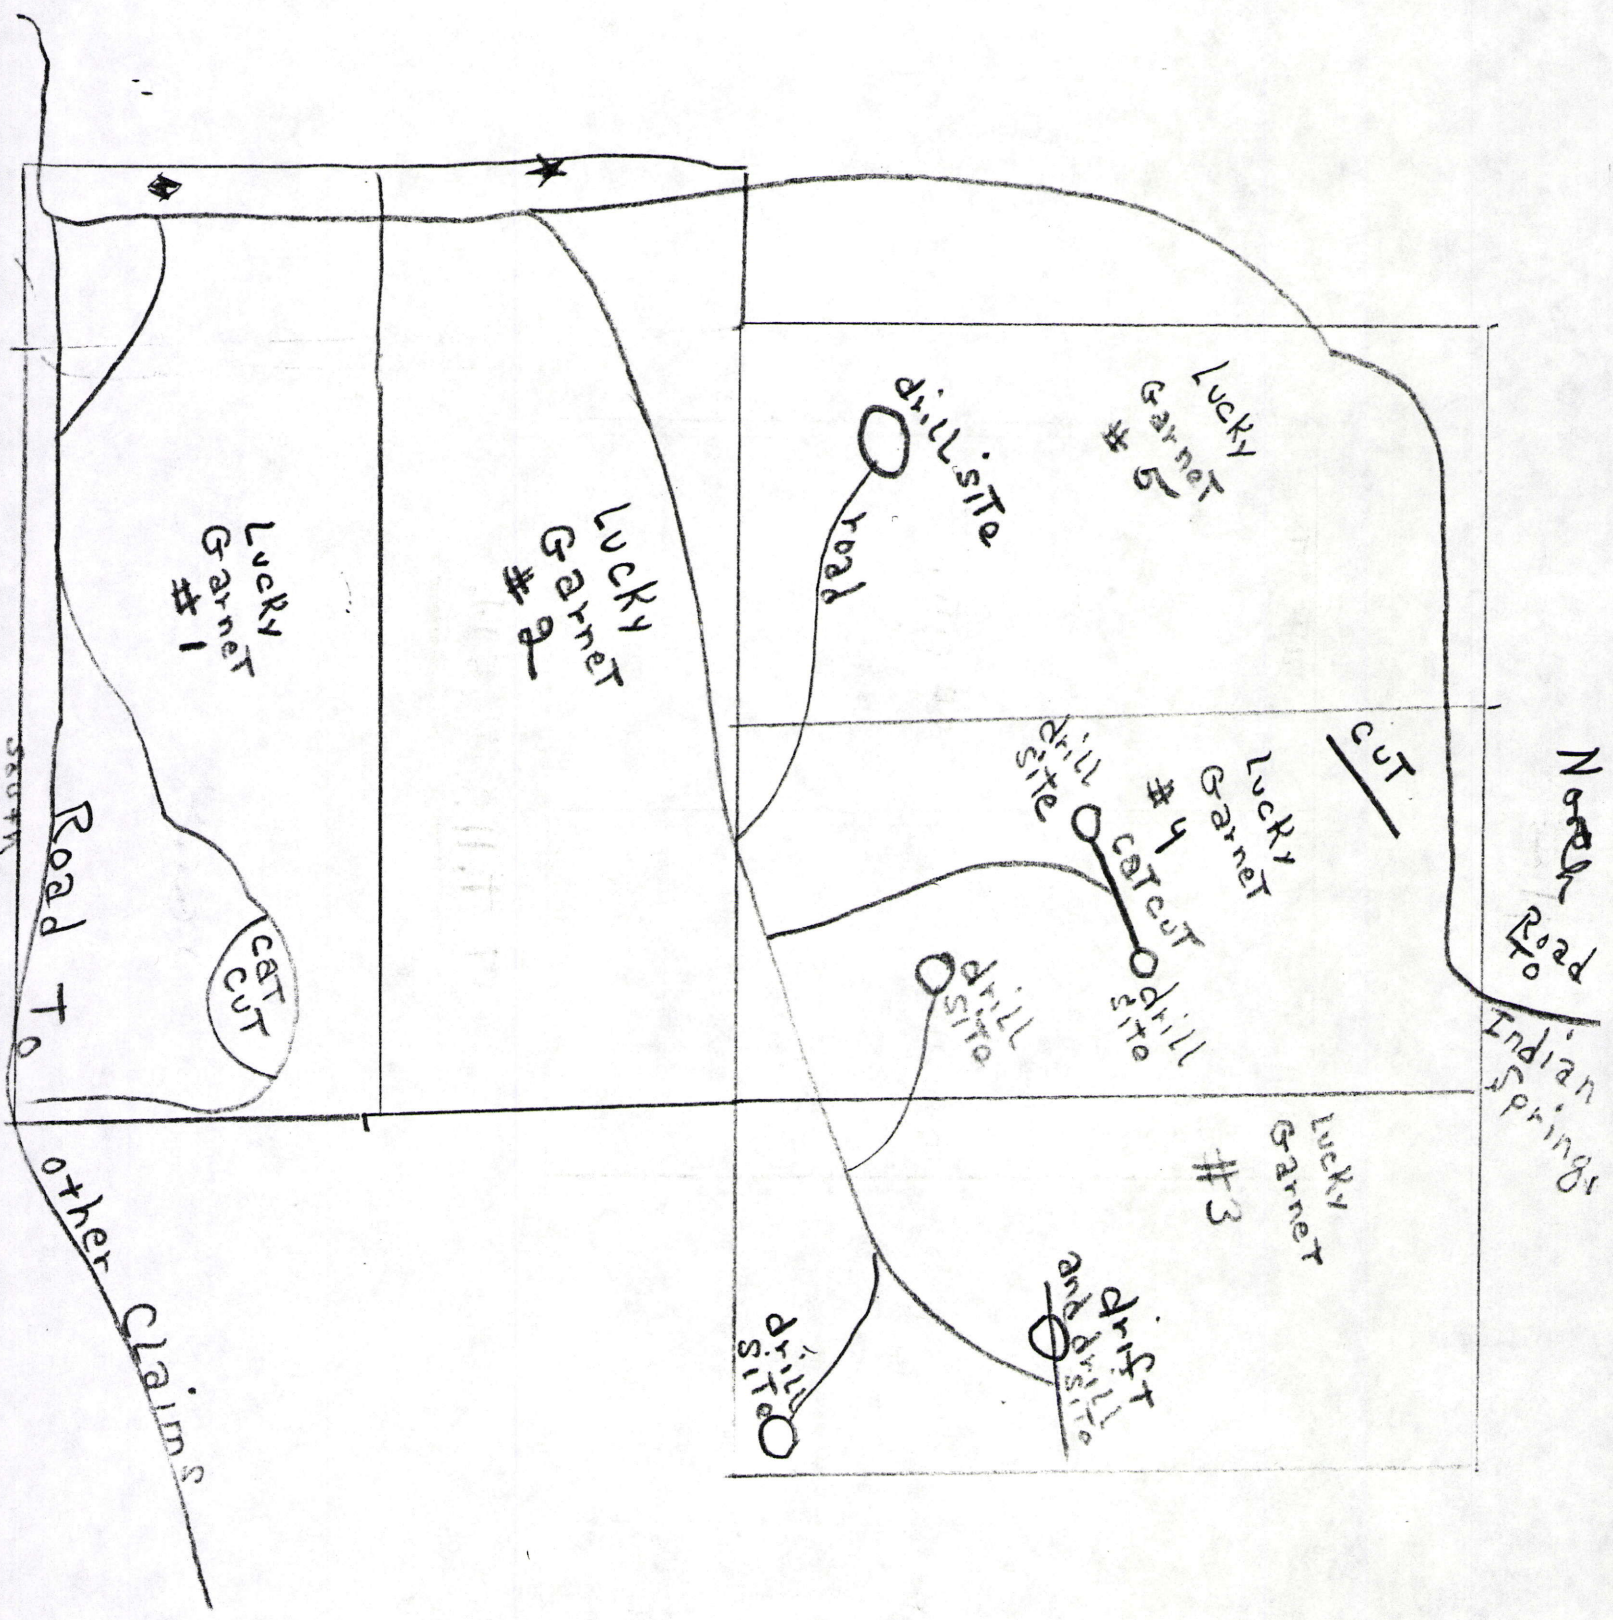 Lucky
Garnet
# 1
Lucky
Garnet
# 2
Lucky
Garnet
# 5
drill site
road
cut
Lucky
Garnet
# 4
drill
site
cat cut
drill
site
drill
site
Lucky
Garnet
#3
drift
and drill
site
drill
site
cat
cut
Road To
other Claims
South
North
Road
To
Indian
Springs